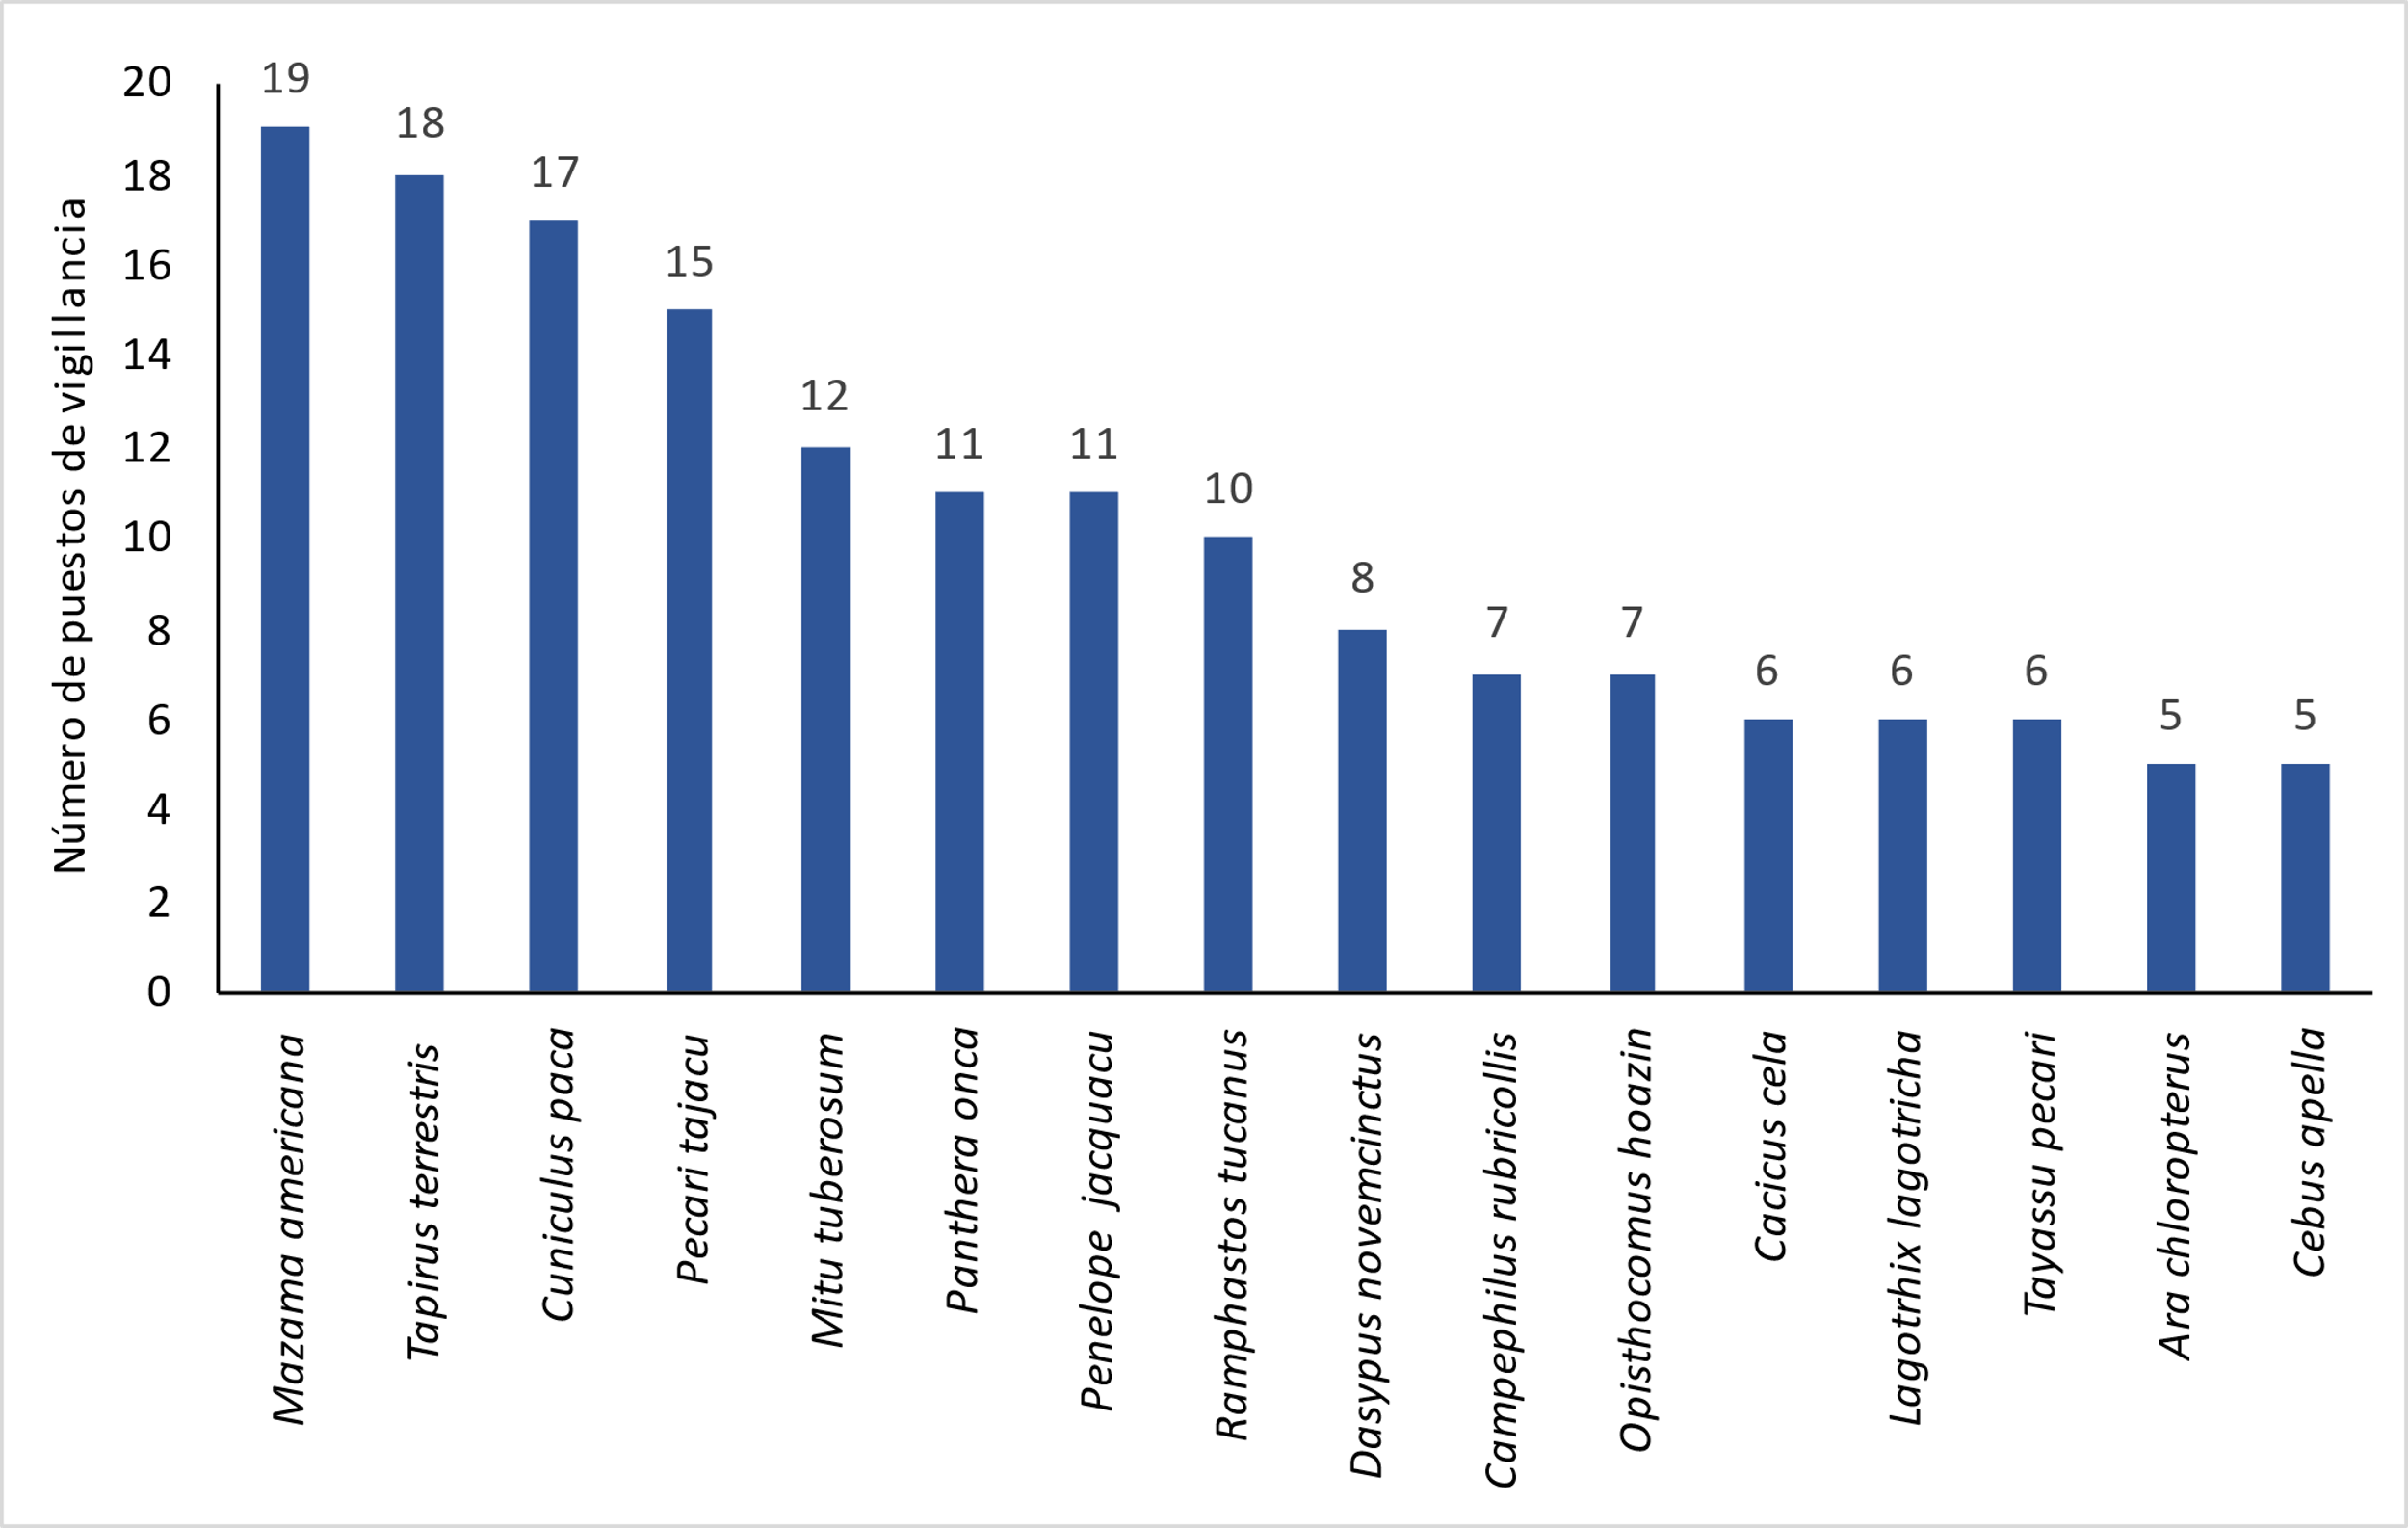 Número de puestos de vigillancia
20
18
16
14
12
10
8
6
4
2
0
19
18
17
15
12
11
11
10
8
7
7
6
6
6
5
5
Mazama americana
Tapirus terrestris
Cuniculus paca
Pecari tajacu
Mitu tuberosum
Panthera onca
Penelope jacquacu
Ramphastos tucanus
Dasypus novemcinctus
Campephilus rubricollis
Opisthocomus hoazin
Cacicus cela
Lagotrhix lagotricha
Tayassu pecari
Ara chloropterus
Cebus apella